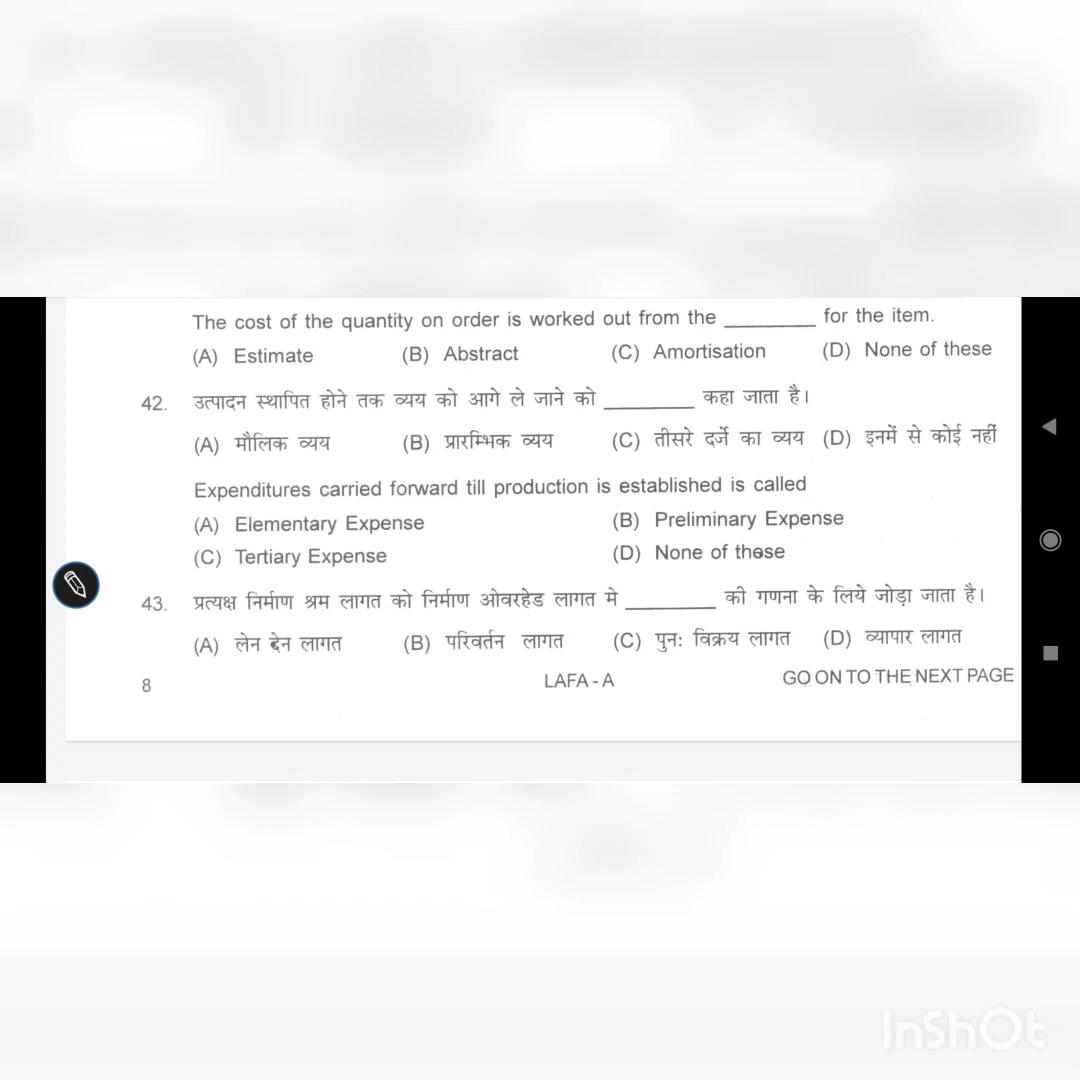 The cost of the quantity on order is worked out from the ________ for the item.
(A) Estimate (B) Abstract (C) Amortisation (D) None of these
42. उत्पादन स्थापित होने तक व्यय को आगे ले जाने को ________ कहा जाता है।
(A) मौलिक व्यय (B) प्रारम्भिक व्यय (C) तीसरे दर्जे का व्यय (D) इनमें से कोई नहीं
Expenditures carried forward till production is established is called
(A) Elementary Expense (B) Preliminary Expense
(C) Tertiary Expense (D) None of these
43. प्रत्यक्ष निर्माण श्रम लागत को निर्माण ओवरहेड लागत मे ________ की गणना के लिये जोड़ा जाता है।
(A) लेन देन लागत (B) परिवर्तन लागत (C) पुनः विक्रय लागत (D) व्यापार लागत
8 LAFA - A GO ON TO THE NEXT PAGE
InShOt